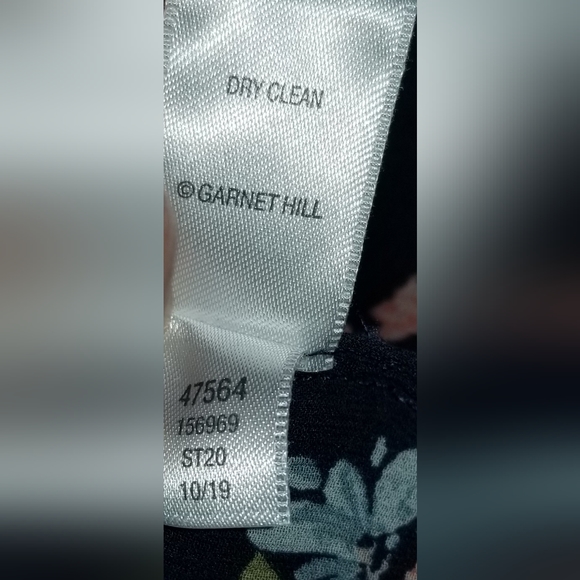 DRY CLEAN
© GARNET HILL
47564
156969
ST20
10/19